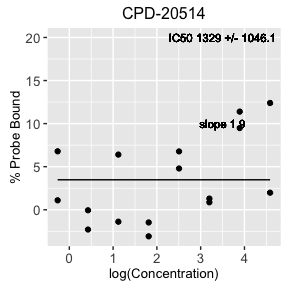 CPD-20514
IC50 1329 +/- 1046.1
slope 1.9
% Probe Bound
20
15
10
5
0
0 1 2 3 4
log(Concentration)